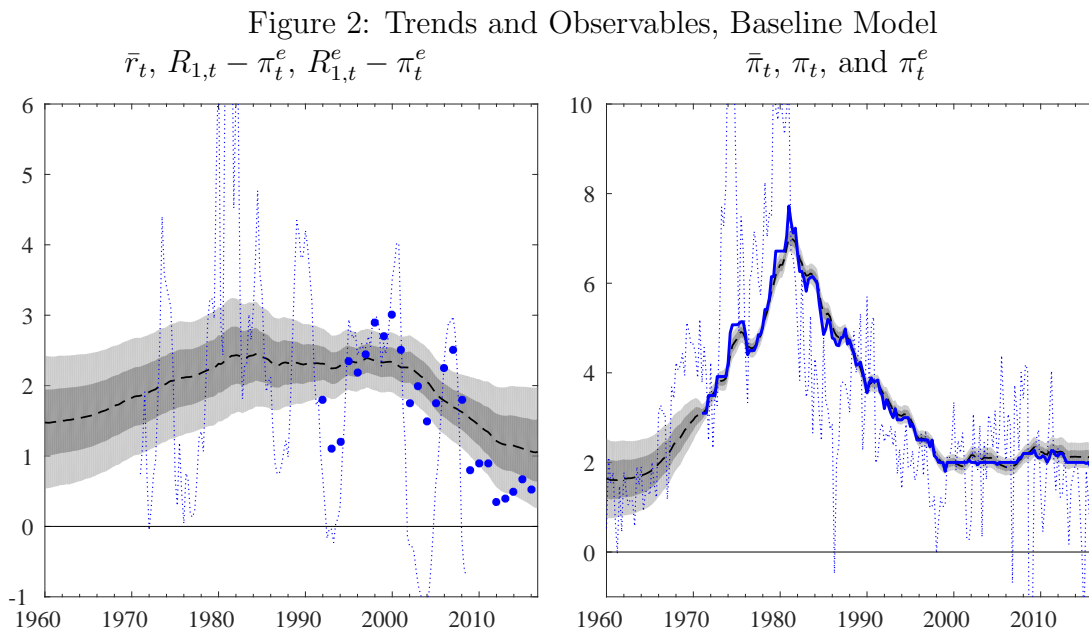 Figure 2: Trends and Observables, Baseline Model
r̄ₜ, R₁,ₜ − πₜᵉ, R₁,ₜᵉ − πₜᵉ
π̄ₜ, πₜ, and πₜᵉ
6
5
4
3
2
1
0
-1
1960 1970 1980 1990 2000 2010
10
8
6
4
2
0
1960 1970 1980 1990 2000 2010